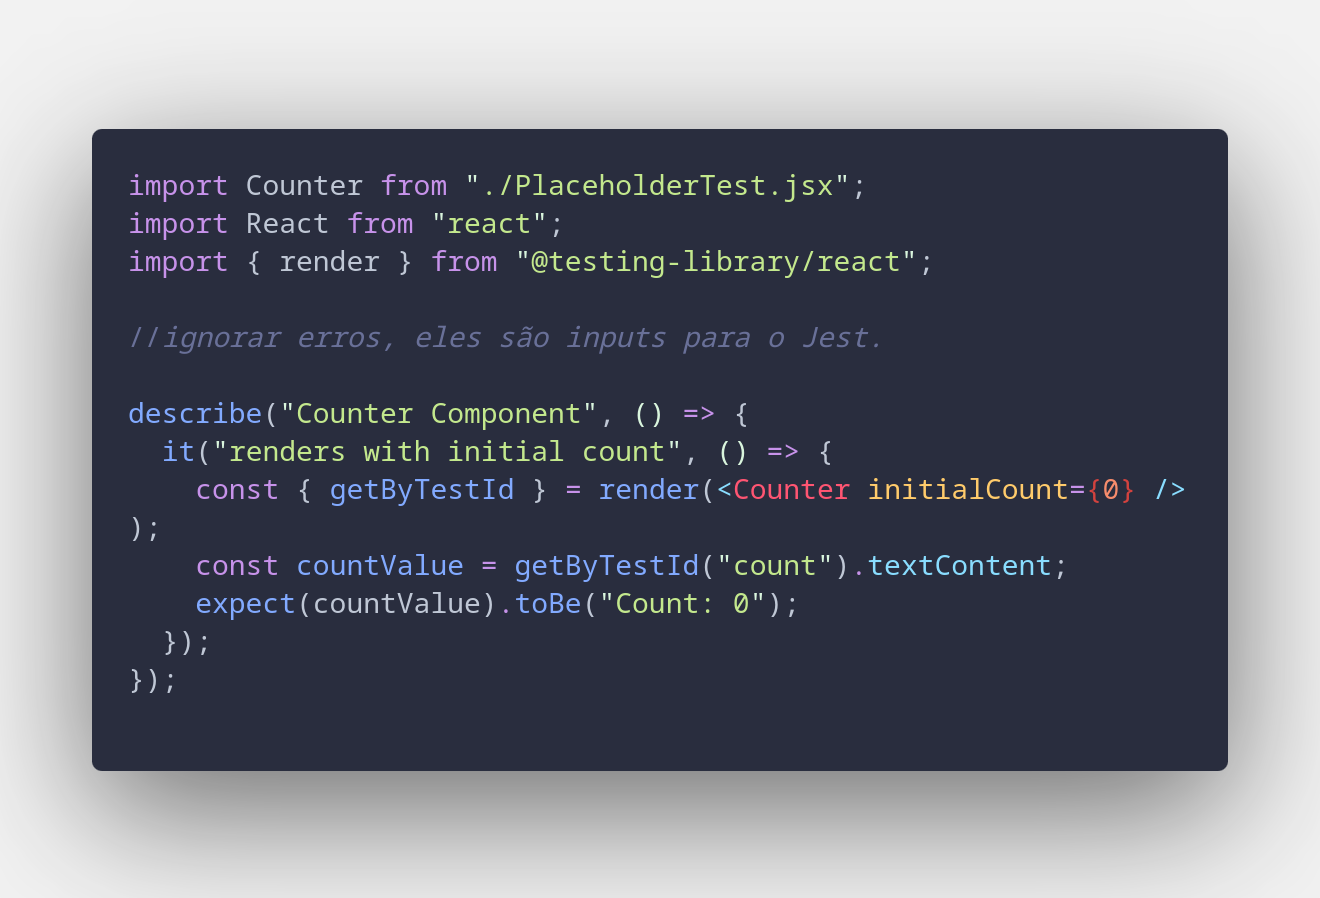 import Counter from "./PlaceholderTest.jsx";
import React from "react";
import { render } from "@testing-library/react";
//ignorar erros, eles são inputs para o Jest.
describe("Counter Component", () => {
  it("renders with initial count", () => {
    const { getByTestId } = render(<Counter initialCount={0} />
);
    const countValue = getByTestId("count").textContent;
    expect(countValue).toBe("Count: 0");
  });
});